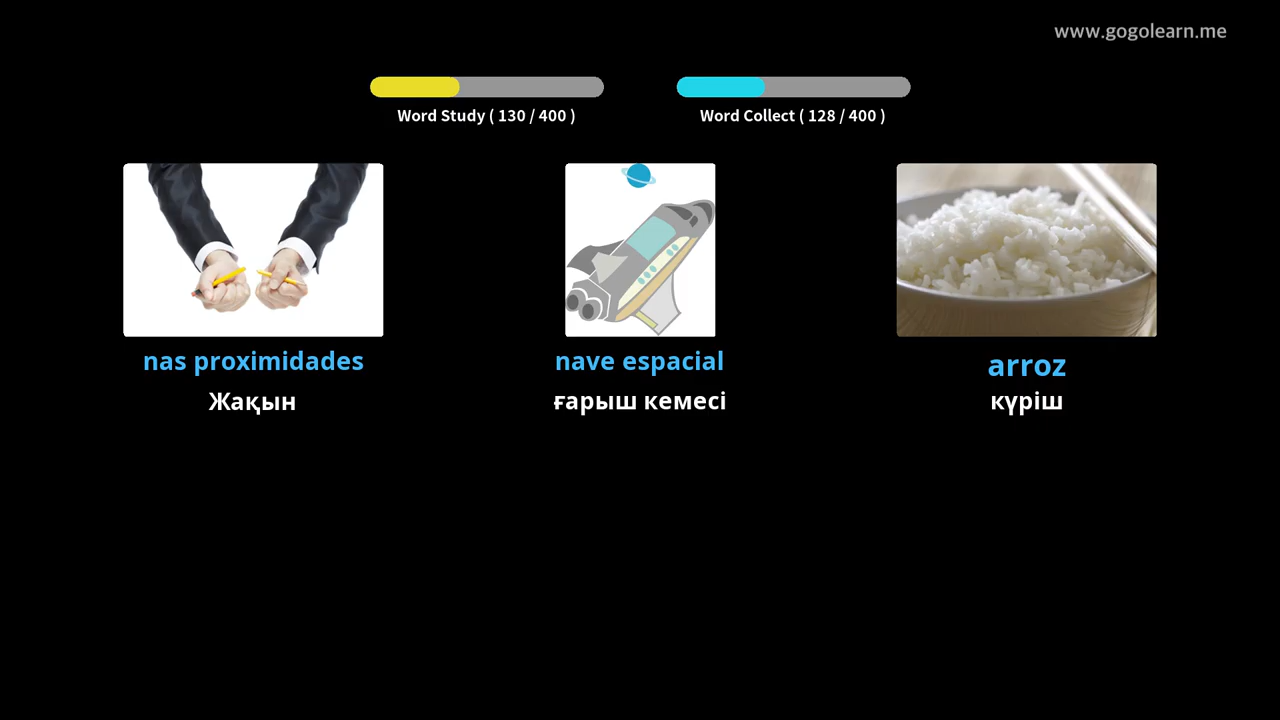 www.gogolearn.me
Word Study ( 130 / 400 )
Word Collect ( 128 / 400 )
nas proximidades
Жақын
nave espacial
ғарыш кемесі
arroz
күріш